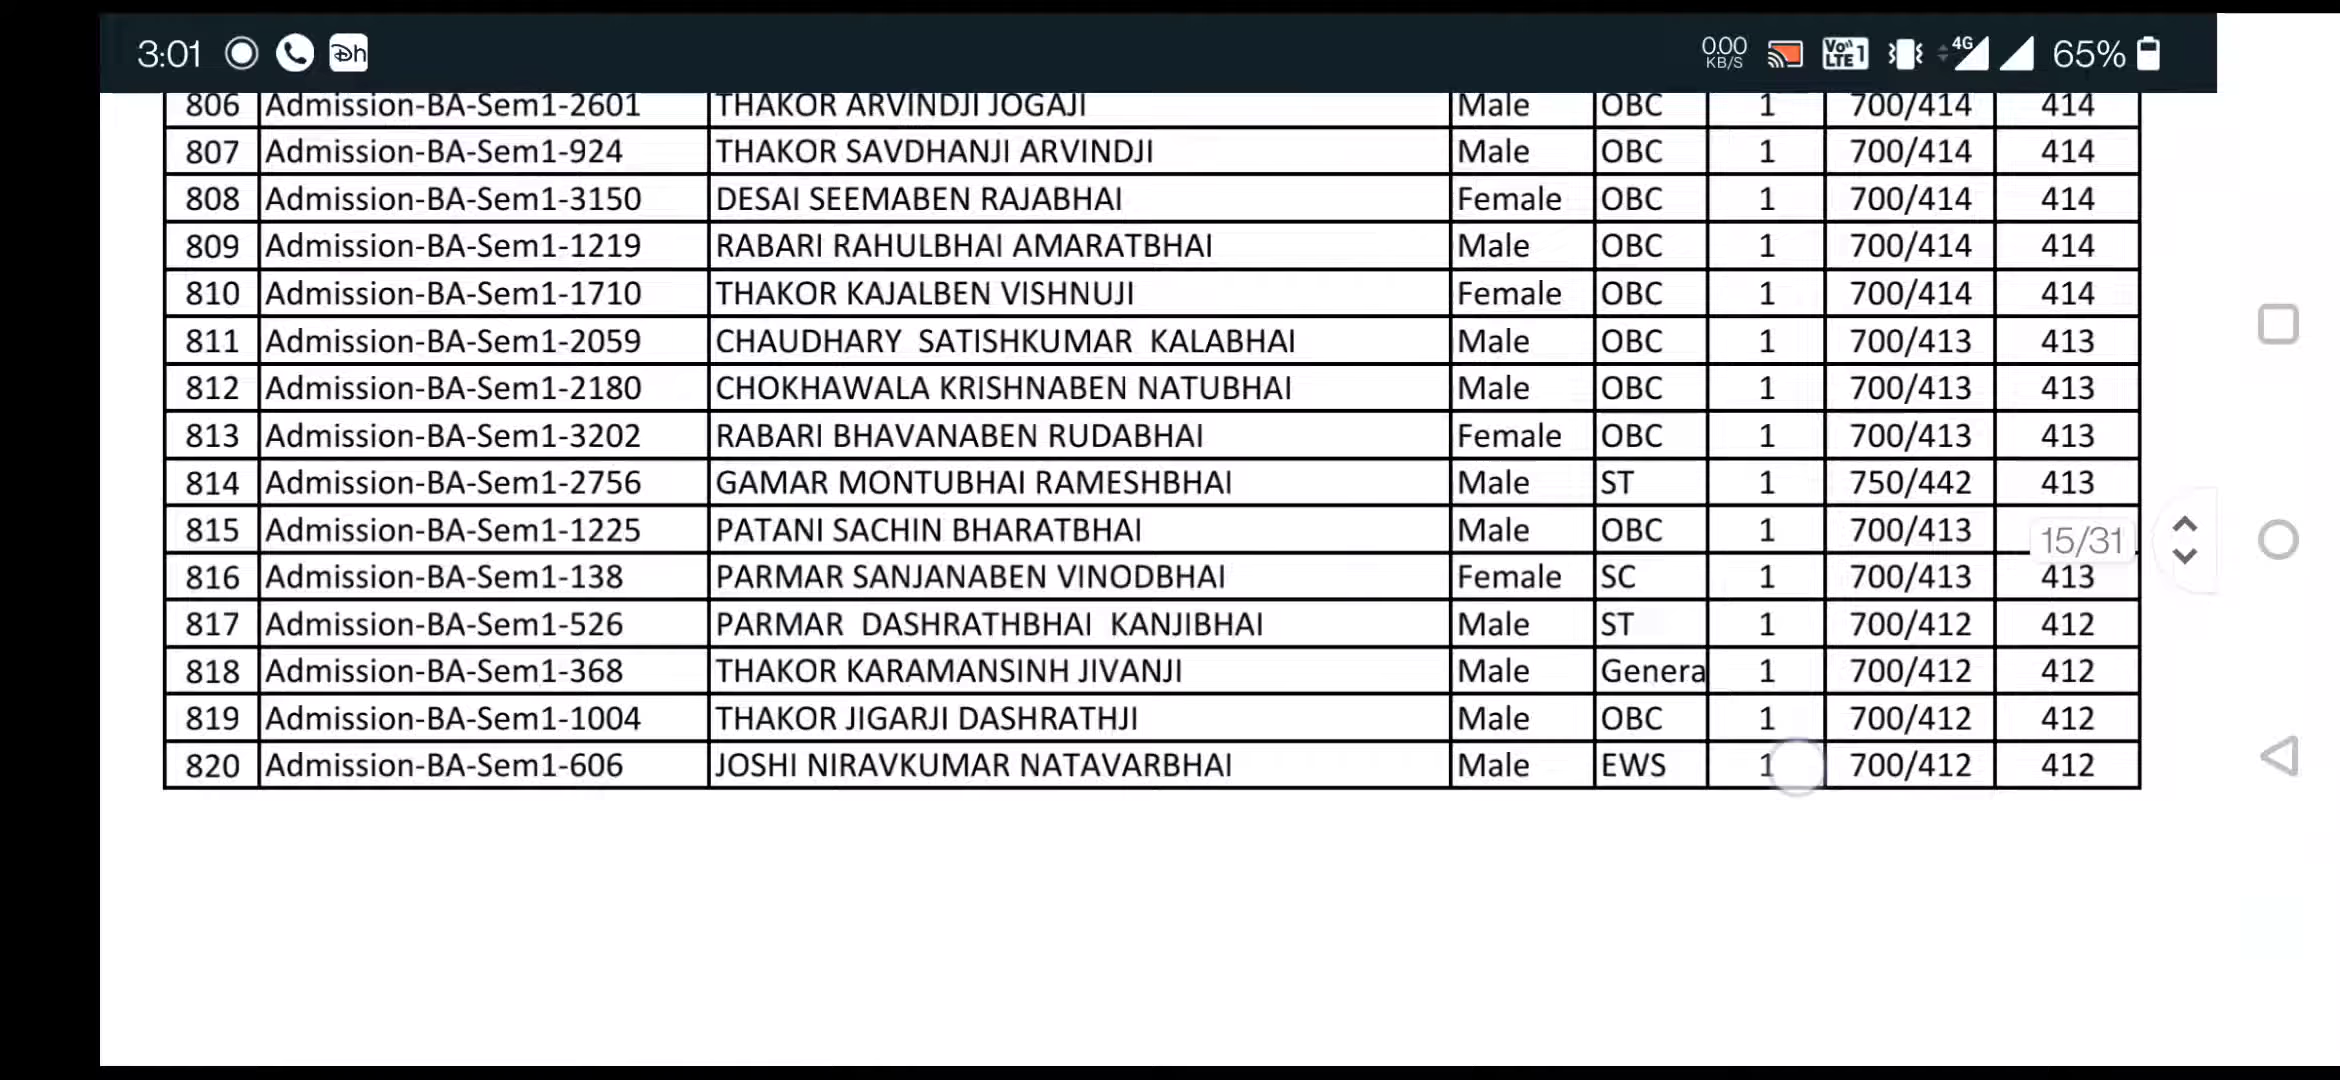 3:01 Dh 0.00 KB/S Vo LTE 1 4G 65%
806 Admission-BA-Sem1-2601 THAKOR ARVINDJI JOGAJI Male OBC 1 700/414 414
807 Admission-BA-Sem1-924 THAKOR SAVDHANJI ARVINDJI Male OBC 1 700/414 414
808 Admission-BA-Sem1-3150 DESAI SEEMABEN RAJABHAI Female OBC 1 700/414 414
809 Admission-BA-Sem1-1219 RABARI RAHULBHAI AMARATBHAI Male OBC 1 700/414 414
810 Admission-BA-Sem1-1710 THAKOR KAJALBEN VISHNUJI Female OBC 1 700/414 414
811 Admission-BA-Sem1-2059 CHAUDHARY SATISHKUMAR KALABHAI Male OBC 1 700/413 413
812 Admission-BA-Sem1-2180 CHOKHAWALA KRISHNABEN NATUBHAI Male OBC 1 700/413 413
813 Admission-BA-Sem1-3202 RABARI BHAVANABEN RUDABHAI Female OBC 1 700/413 413
814 Admission-BA-Sem1-2756 GAMAR MONTUBHAI RAMESHBHAI Male ST 1 750/442 413
815 Admission-BA-Sem1-1225 PATANI SACHIN BHARATBHAI Male OBC 1 700/413 15/31
816 Admission-BA-Sem1-138 PARMAR SANJANABEN VINODBHAI Female SC 1 700/413 413
817 Admission-BA-Sem1-526 PARMAR DASHRATHBHAI KANJIBHAI Male ST 1 700/412 412
818 Admission-BA-Sem1-368 THAKOR KARAMANSINH JIVANJI Male Genera 1 700/412 412
819 Admission-BA-Sem1-1004 THAKOR JIGARJI DASHRATHJI Male OBC 1 700/412 412
820 Admission-BA-Sem1-606 JOSHI NIRAVKUMAR NATAVARBHAI Male EWS 1 700/412 412